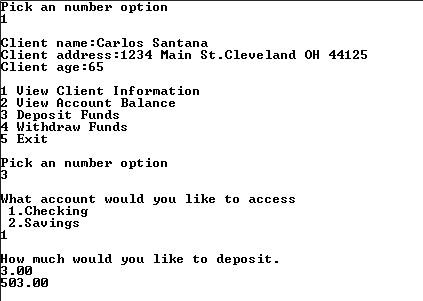 Pick an number option
1
Client name:Carlos Santana
Client address:1234 Main St.Cleveland OH 44125
Client age:65
1 View Client Information
2 View Account Balance
3 Deposit Funds
4 Withdraw Funds
5 Exit
Pick an number option
3
What account would you like to access
1.Checking
2.Savings
1
How much would you like to deposit.
3.00
503.00